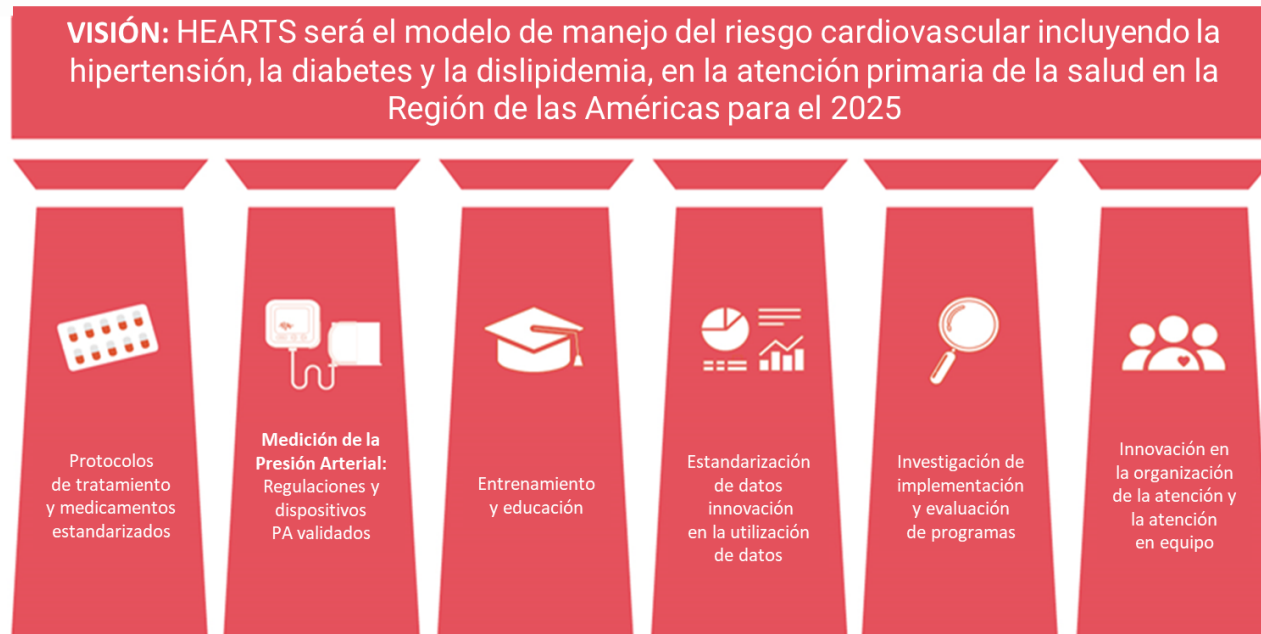 VISIÓN: HEARTS será el modelo de manejo del riesgo cardiovascular incluyendo la
hipertensión, la diabetes y la dislipidemia, en la atención primaria de la salud en la
Región de las Américas para el 2025
Protocolos
de tratamiento
y medicamentos
estandarizados
Medición de la
Presión Arterial:
Regulaciones y
dispositivos
PA validados
Entrenamiento
y educación
Estandarización
de datos
innovación
en la utilización
de datos
Investigación de
implementación
y evaluación
de programas
Innovación en
la organización
de la atención y
la atención
en equipo